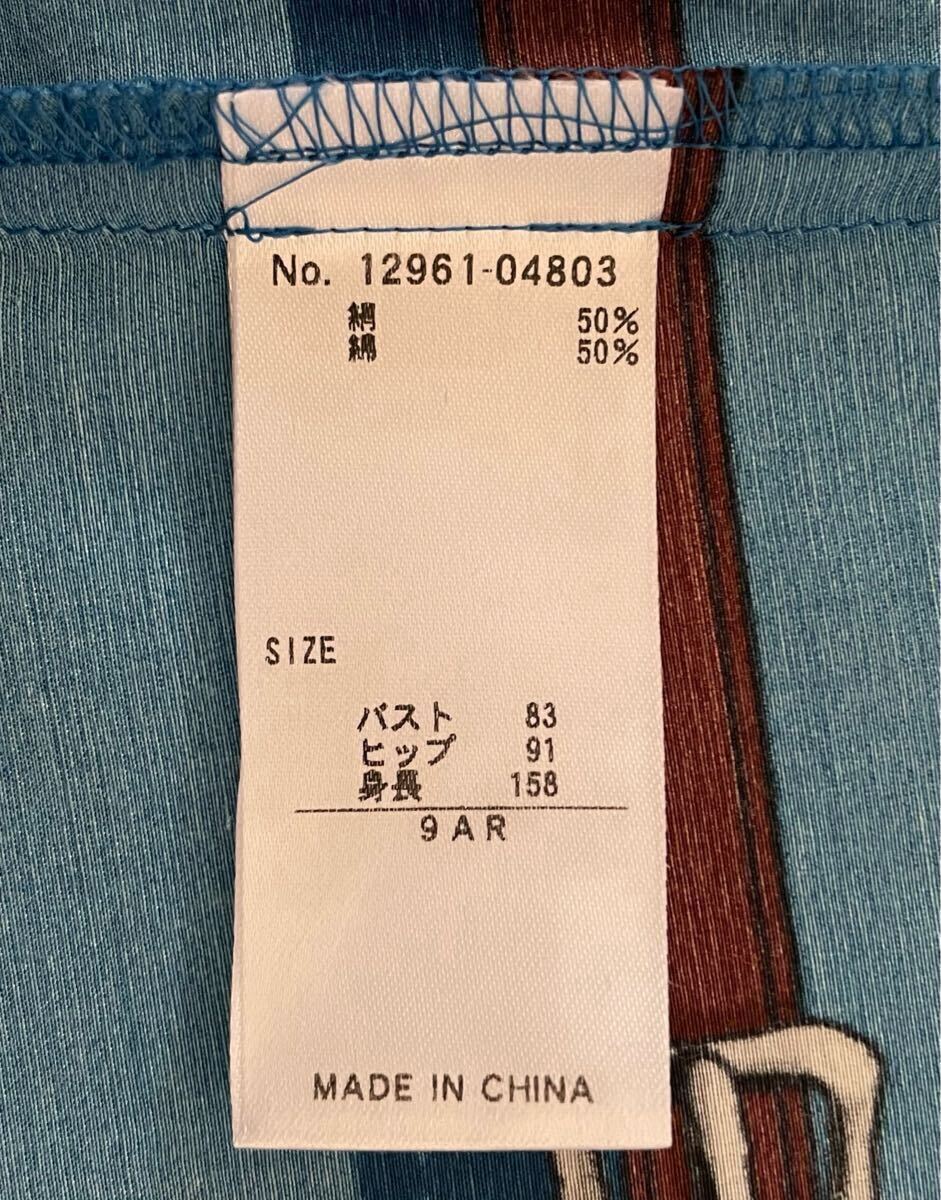 No. 12961-04803
絹 50%
綿 50%
SIZE
バスト 83
ヒップ 91
身長 158
9AR
MADE IN CHINA